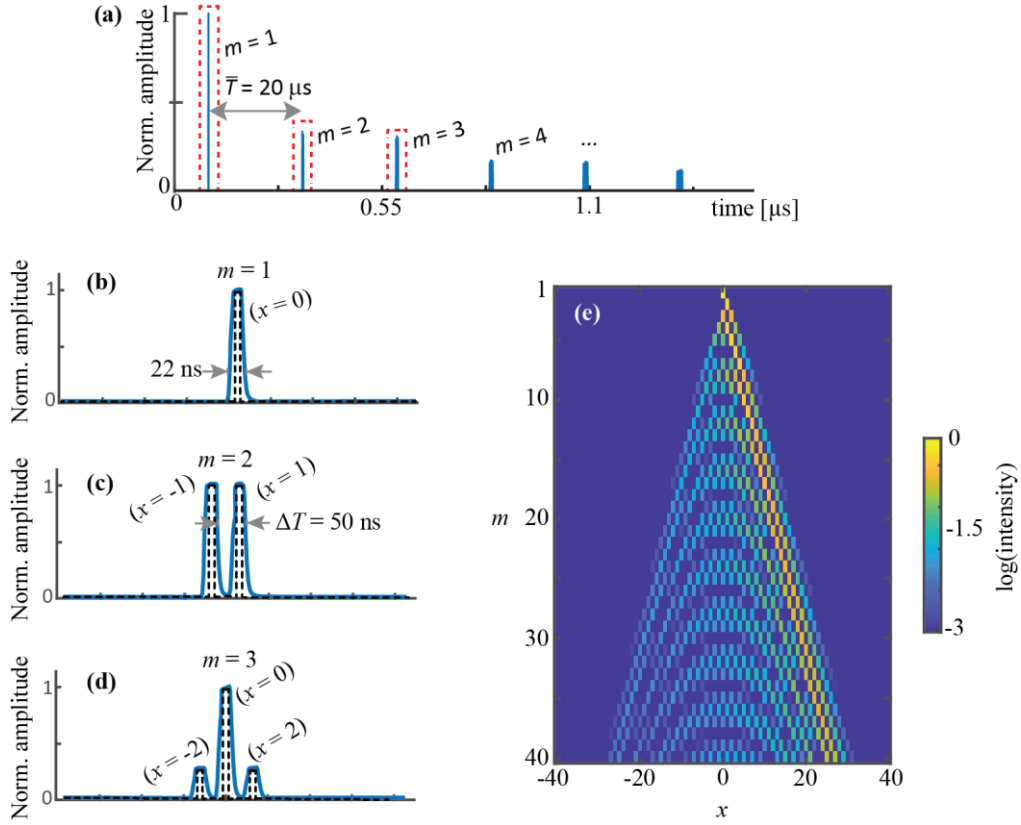 (a)
Norm. amplitude
1
0
m = 1
T̅ = 20 μs
m = 2
m = 3
m = 4
...
0
0.55
1.1
time [μs]
(b)
Norm. amplitude
1
0
m = 1
(x = 0)
22 ns
(c)
Norm. amplitude
1
0
m = 2
(x = -1)
(x = 1)
ΔT = 50 ns
(d)
Norm. amplitude
1
0
m = 3
(x = -2)
(x = 0)
(x = 2)
(e)
m
1
10
20
30
40
-40
-20
0
20
40
x
0
-1.5
-3
log(intensity)